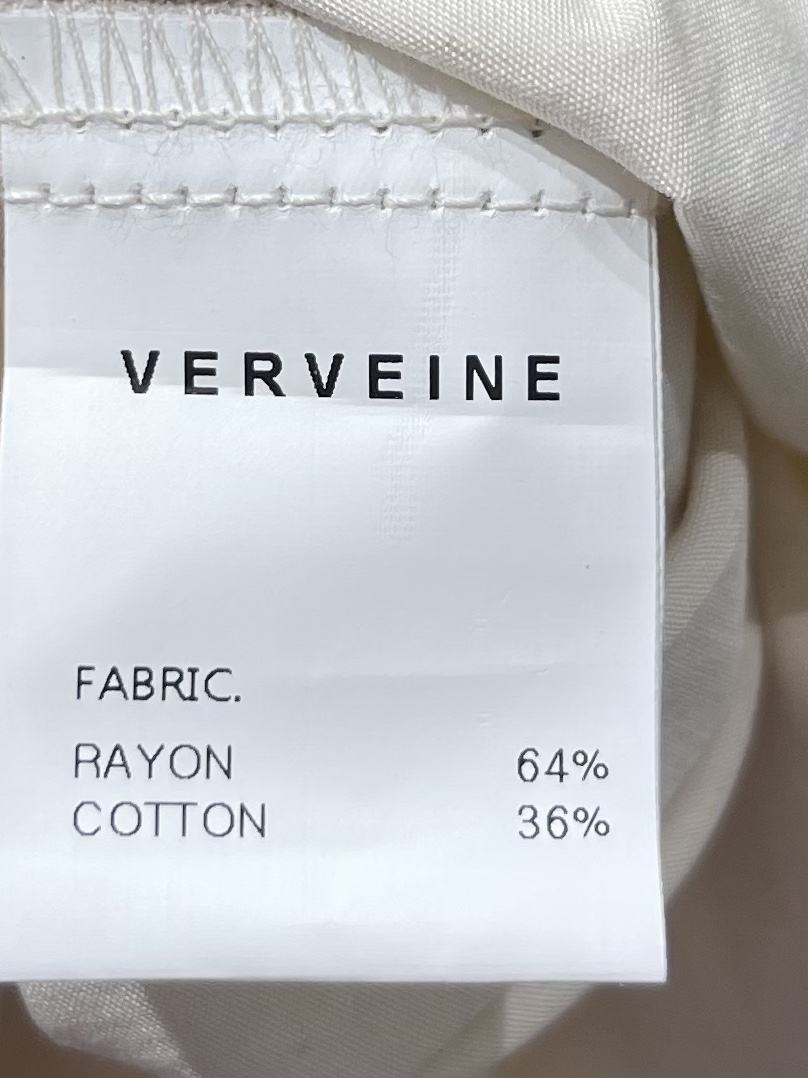 VERVEINE
FABRIC.
RAYON 64%
COTTON 36%